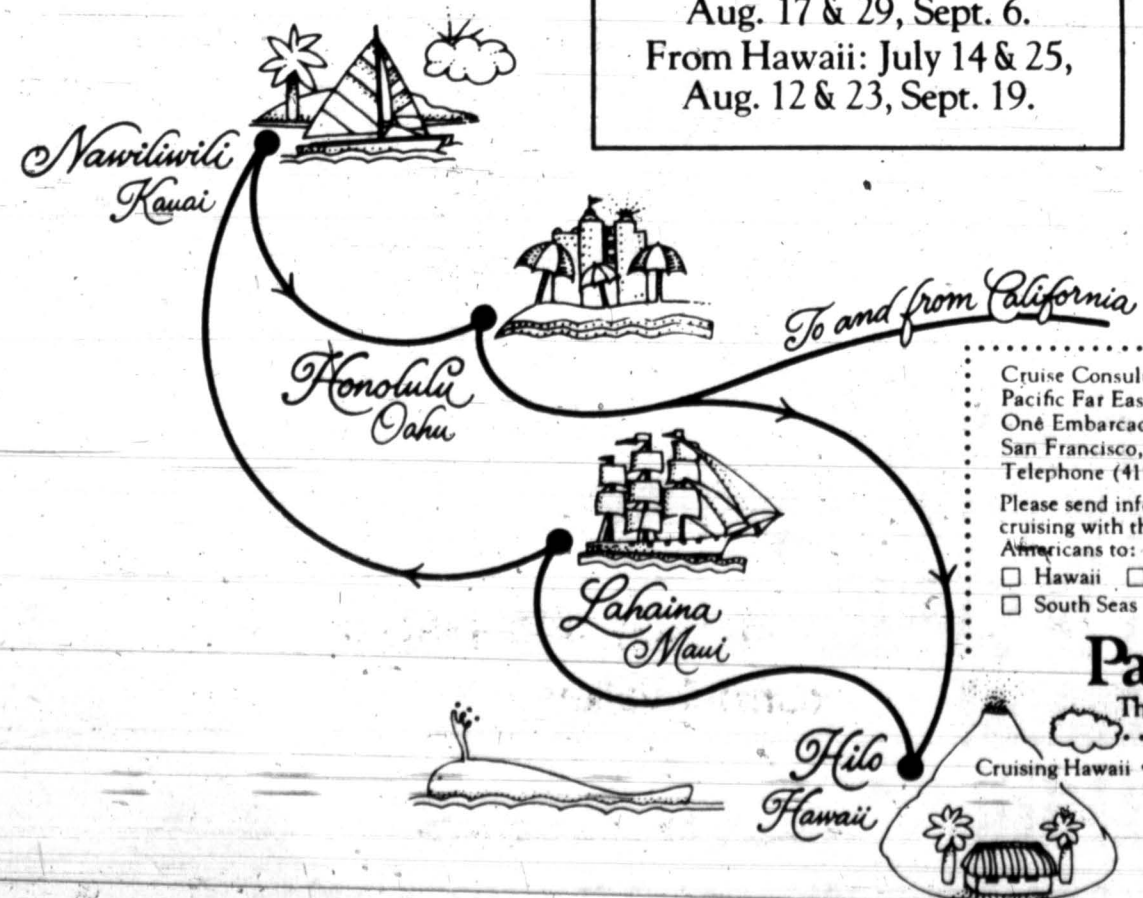 Aug. 17 & 29, Sept. 6.
From Hawaii: July 14 & 25,
Aug. 12 & 23, Sept. 19.
Nawiliwili
Kauai
To and from California
Honolulu
Oahu
Cruise Consul
Pacific Far Eas
One Embarcad
San Francisco,
Telephone (41
Please send inf
cruising with th
Americans to:
Hawaii
South Seas
Lahaina
Maui
Pa
Th
Hilo
Hawaii
Cruising Hawaii